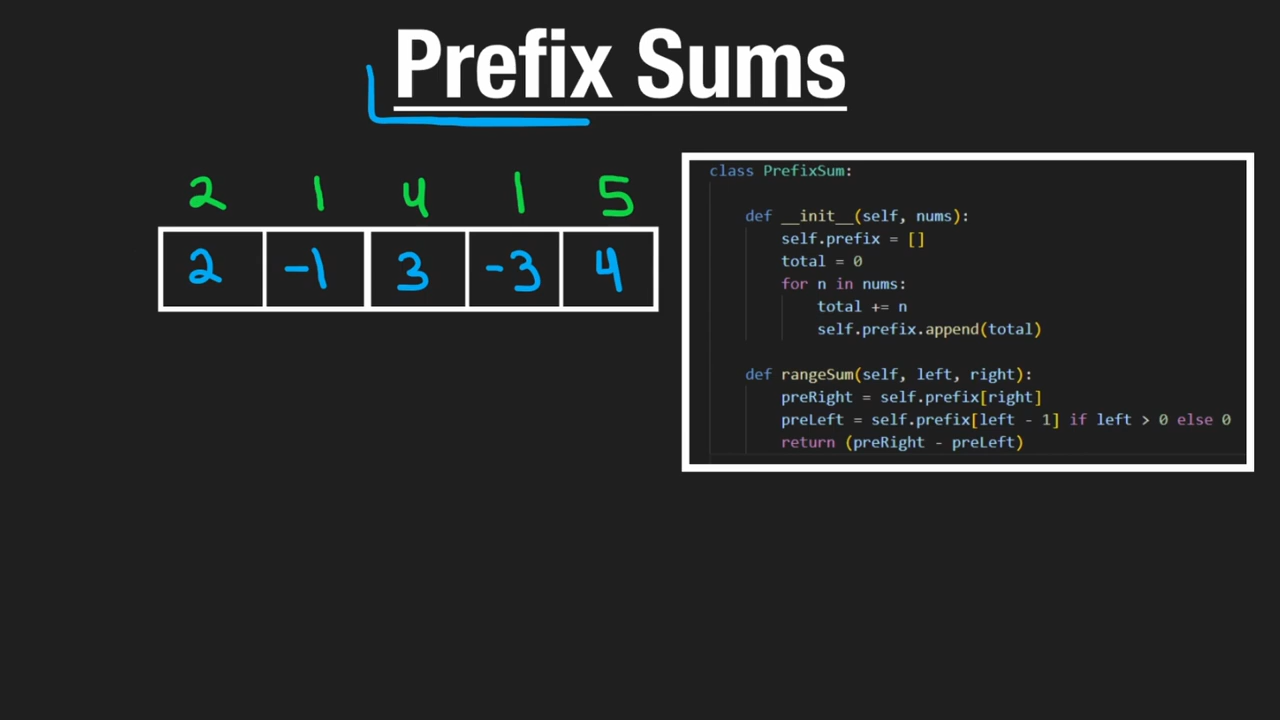 Prefix Sums
2 1 4 1 5
2 -1 3 -3 4
class PrefixSum:
def __init__(self, nums):
self.prefix = []
total = 0
for n in nums:
total += n
self.prefix.append(total)
def rangeSum(self, left, right):
preRight = self.prefix[right]
preLeft = self.prefix[left - 1] if left > 0 else 0
return (preRight - preLeft)